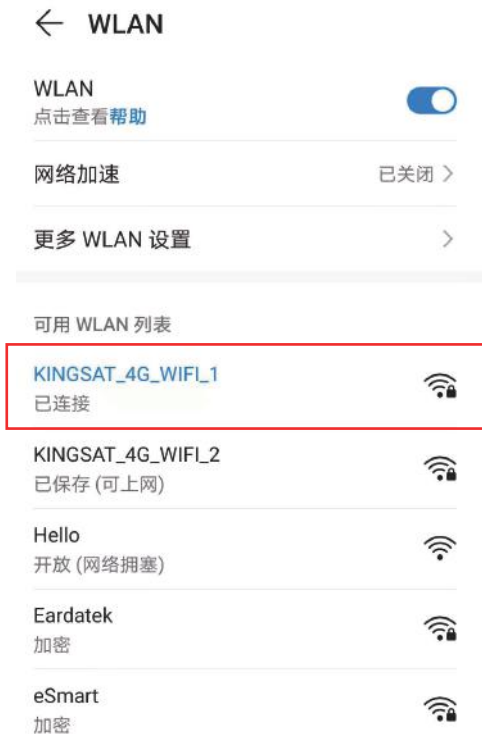 WLAN
WLAN
点击查看帮助
网络加速 已关闭
更多 WLAN 设置
可用 WLAN 列表
KINGSAT_4G_WIFI_1
已连接
KINGSAT_4G_WIFI_2
已保存 (可上网)
Hello
开放 (网络拥塞)
Eardatek
加密
eSmart
加密